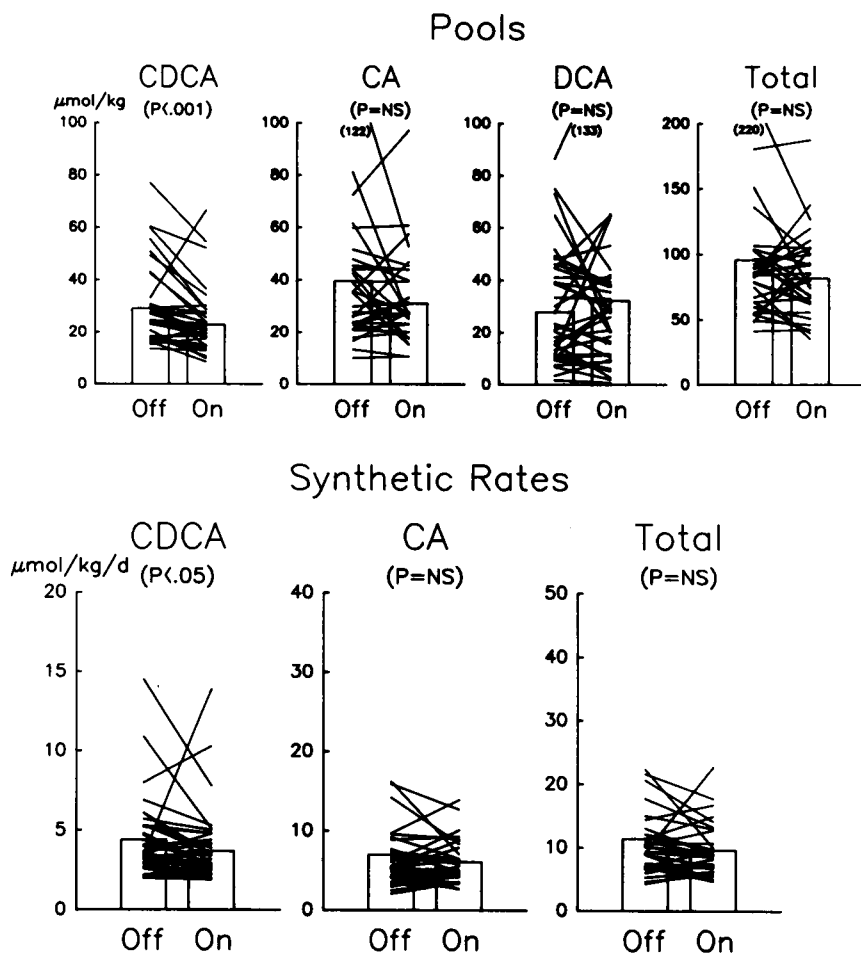 Pools
CDCA CA DCA Total
μmol/kg (P<.001) (P=NS) (P=NS) (P=NS)
(122) (133) (220)
100 100 100 200
80 80 80 150
60 60 60
40 40 40 100
20 20 20 50
0 0 0 0
Off On Off On Off On Off On
Synthetic Rates
CDCA CA Total
μmol/kg/d (P<.05) (P=NS) (P=NS)
20 40 50
15 30 40
10 20 30
5 10 20
0 0 10
0
Off On Off On Off On